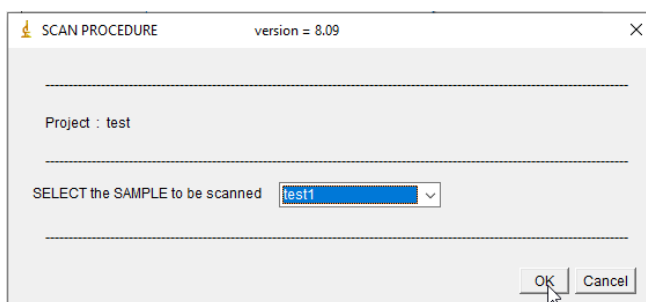 SCAN PROCEDURE version = 8.09
Project : test
SELECT the SAMPLE to be scanned test1
OK Cancel